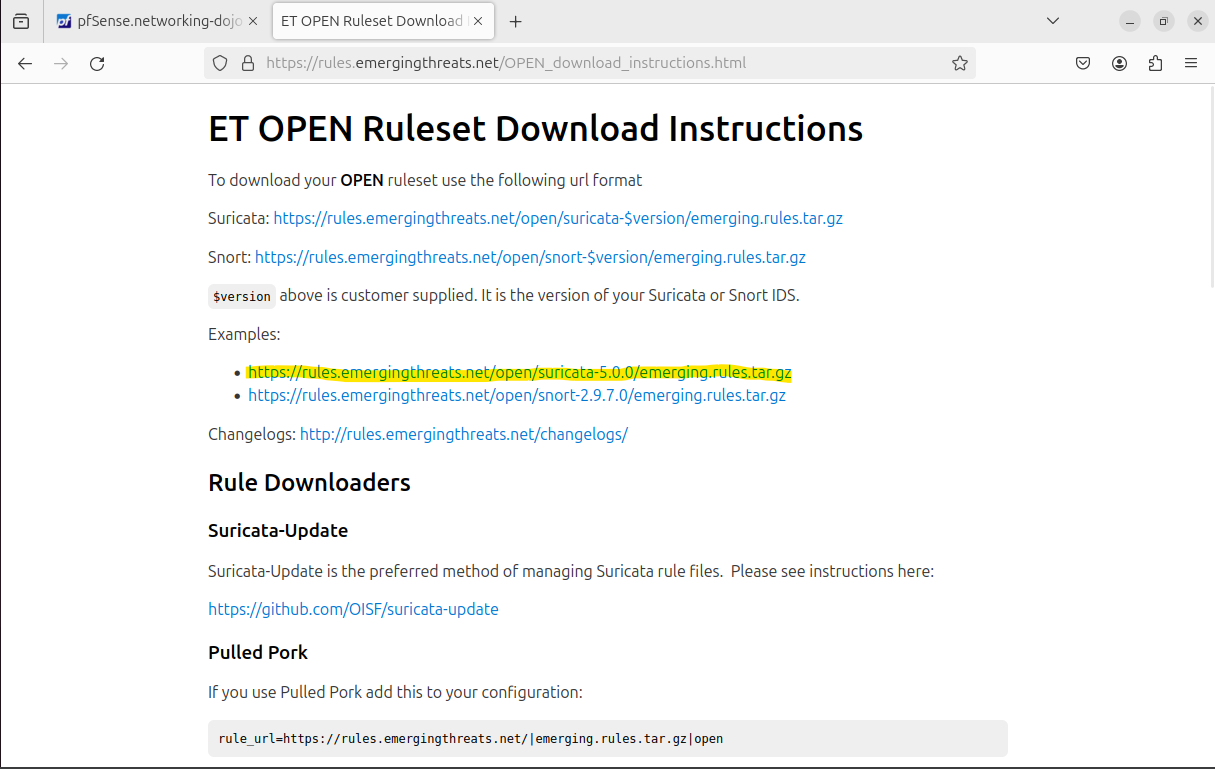 pfSense.networking-dojo
ET OPEN Ruleset Download
https://rules.emergingthreats.net/OPEN_download_instructions.html
ET OPEN Ruleset Download Instructions
To download your OPEN ruleset use the following url format
Suricata: https://rules.emergingthreats.net/open/suricata-$version/emerging.rules.tar.gz
Snort: https://rules.emergingthreats.net/open/snort-$version/emerging.rules.tar.gz
$version above is customer supplied. It is the version of your Suricata or Snort IDS.
Examples:
• https://rules.emergingthreats.net/open/suricata-5.0.0/emerging.rules.tar.gz
• https://rules.emergingthreats.net/open/snort-2.9.7.0/emerging.rules.tar.gz
Changelogs: http://rules.emergingthreats.net/changelogs/
Rule Downloaders
Suricata-Update
Suricata-Update is the preferred method of managing Suricata rule files. Please see instructions here:
https://github.com/OISF/suricata-update
Pulled Pork
If you use Pulled Pork add this to your configuration:
rule_url=https://rules.emergingthreats.net/|emerging.rules.tar.gz|open